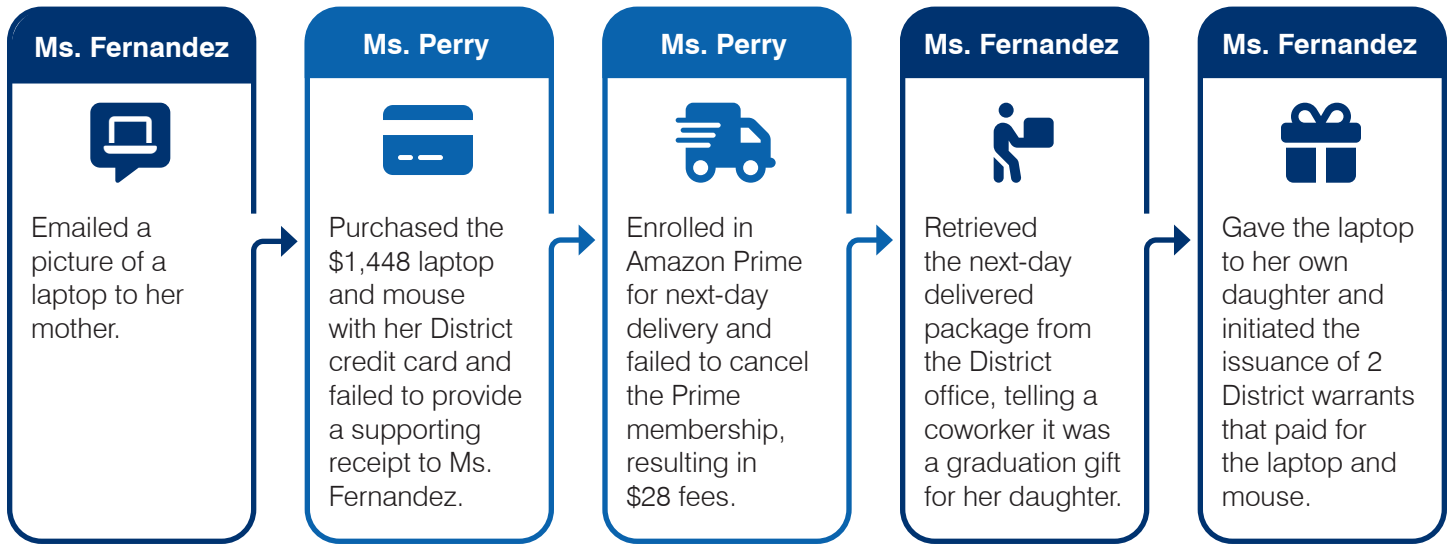 Ms. Fernandez
Emailed a
picture of a
laptop to her
mother.
Ms. Perry
Purchased the
$1,448 laptop
and mouse
with her District
credit card and
failed to provide
a supporting
receipt to Ms.
Fernandez.
Ms. Perry
Enrolled in
Amazon Prime
for next-day
delivery and
failed to cancel
the Prime
membership,
resulting in
$28 fees.
Ms. Fernandez
Retrieved
the next-day
delivered
package from
the District
office, telling a
coworker it was
a graduation gift
for her daughter.
Ms. Fernandez
Gave the laptop
to her own
daughter and
initiated the
issuance of 2
District warrants
that paid for
the laptop and
mouse.